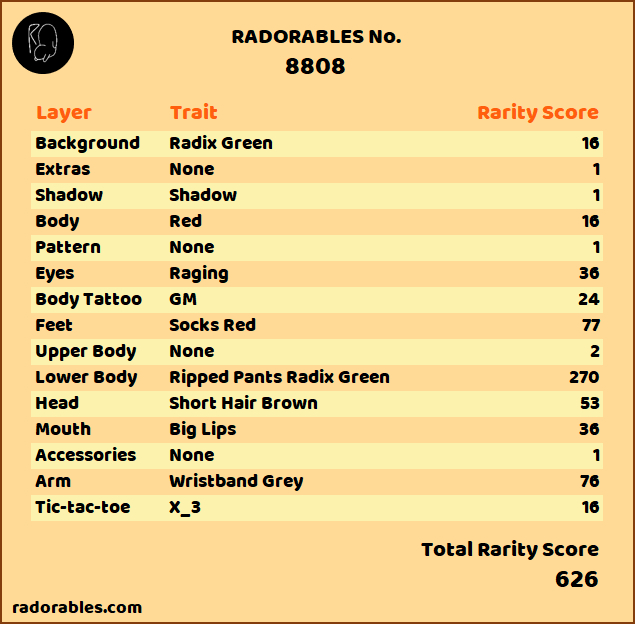 RADORABLES No.
8808
Layer Trait Rarity Score
Background Radix Green 16
Extras None 1
Shadow Shadow 1
Body Red 16
Pattern None 1
Eyes Raging 36
Body Tattoo GM 24
Feet Socks Red 77
Upper Body None 2
Lower Body Ripped Pants Radix Green 270
Head Short Hair Brown 53
Mouth Big Lips 36
Accessories None 1
Arm Wristband Grey 76
Tic-tac-toe X_3 16
Total Rarity Score
626
radorables.com